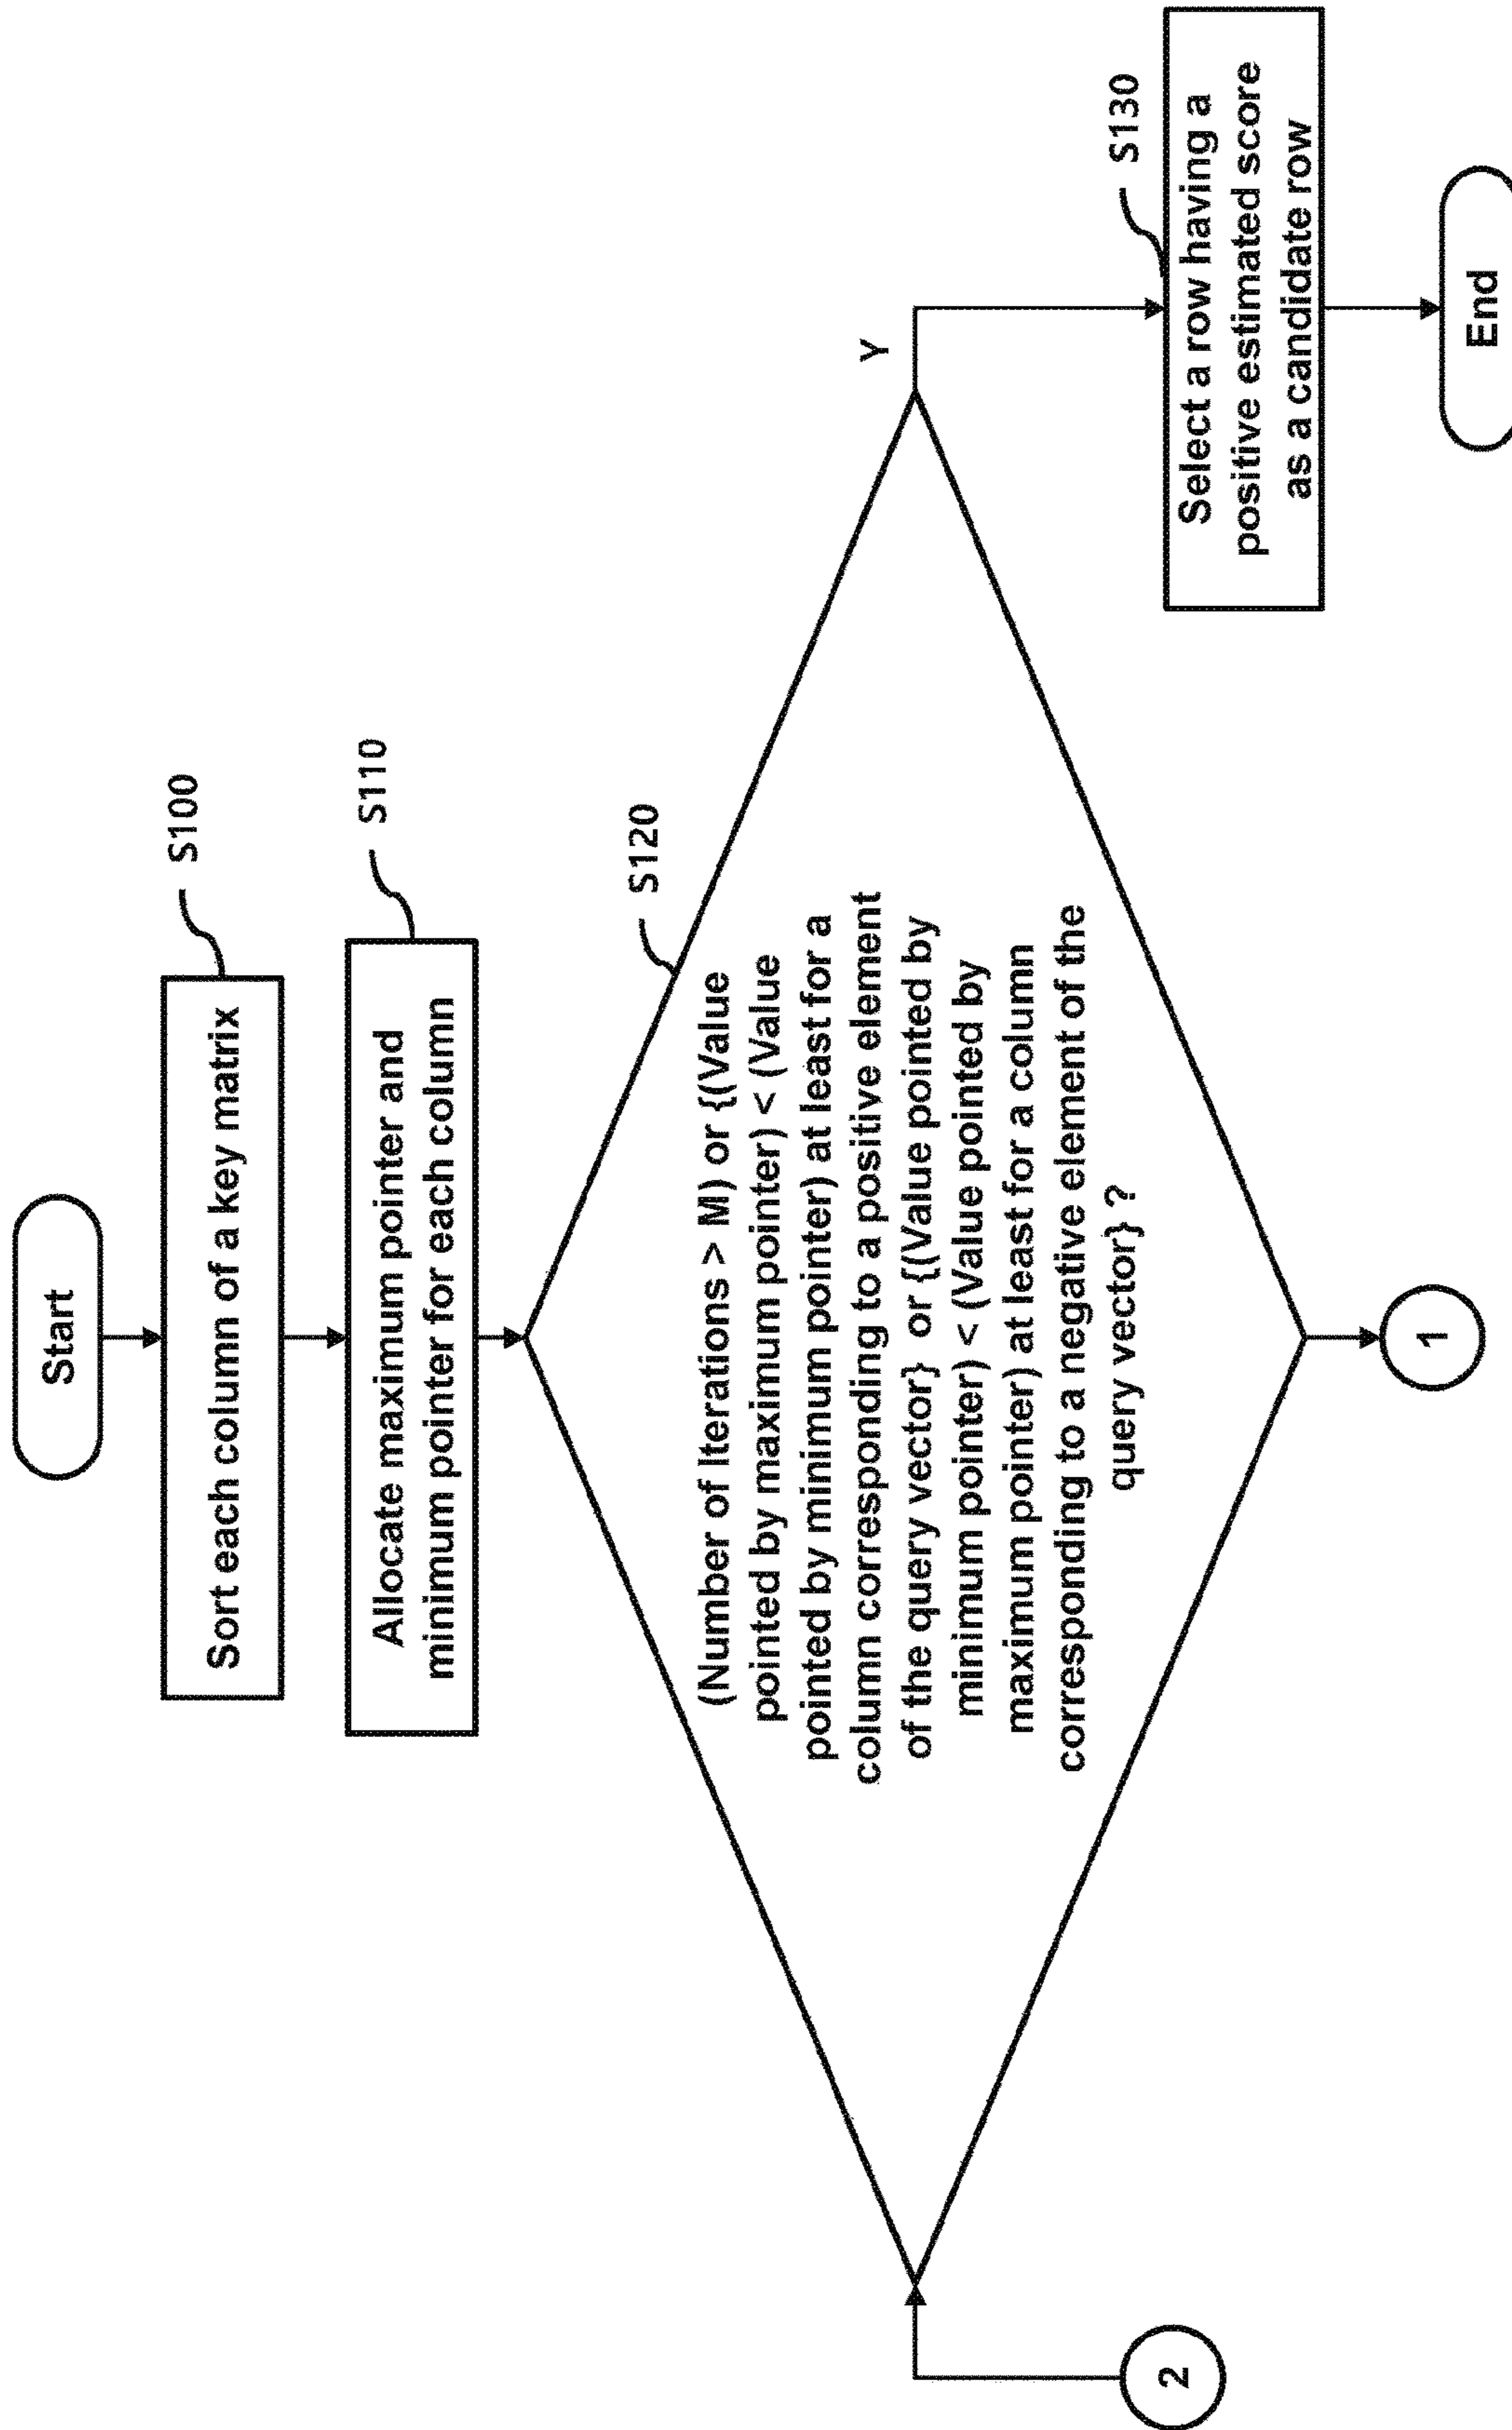 Start
Sort each column of a key matrix
S100
Allocate maximum pointer and
minimum pointer for each column
S110
(Number of Iterations > M) or {(Value
pointed by maximum pointer) < (Value
pointed by minimum pointer) at least for a
column corresponding to a positive element
of the query vector} or {(Value pointed by
minimum pointer) < (Value pointed by
maximum pointer) at least for a column
corresponding to a negative element of the
query vector} ?
S120
Y
S130
Select a row having a
positive estimated score
as a candidate row
End
2
1